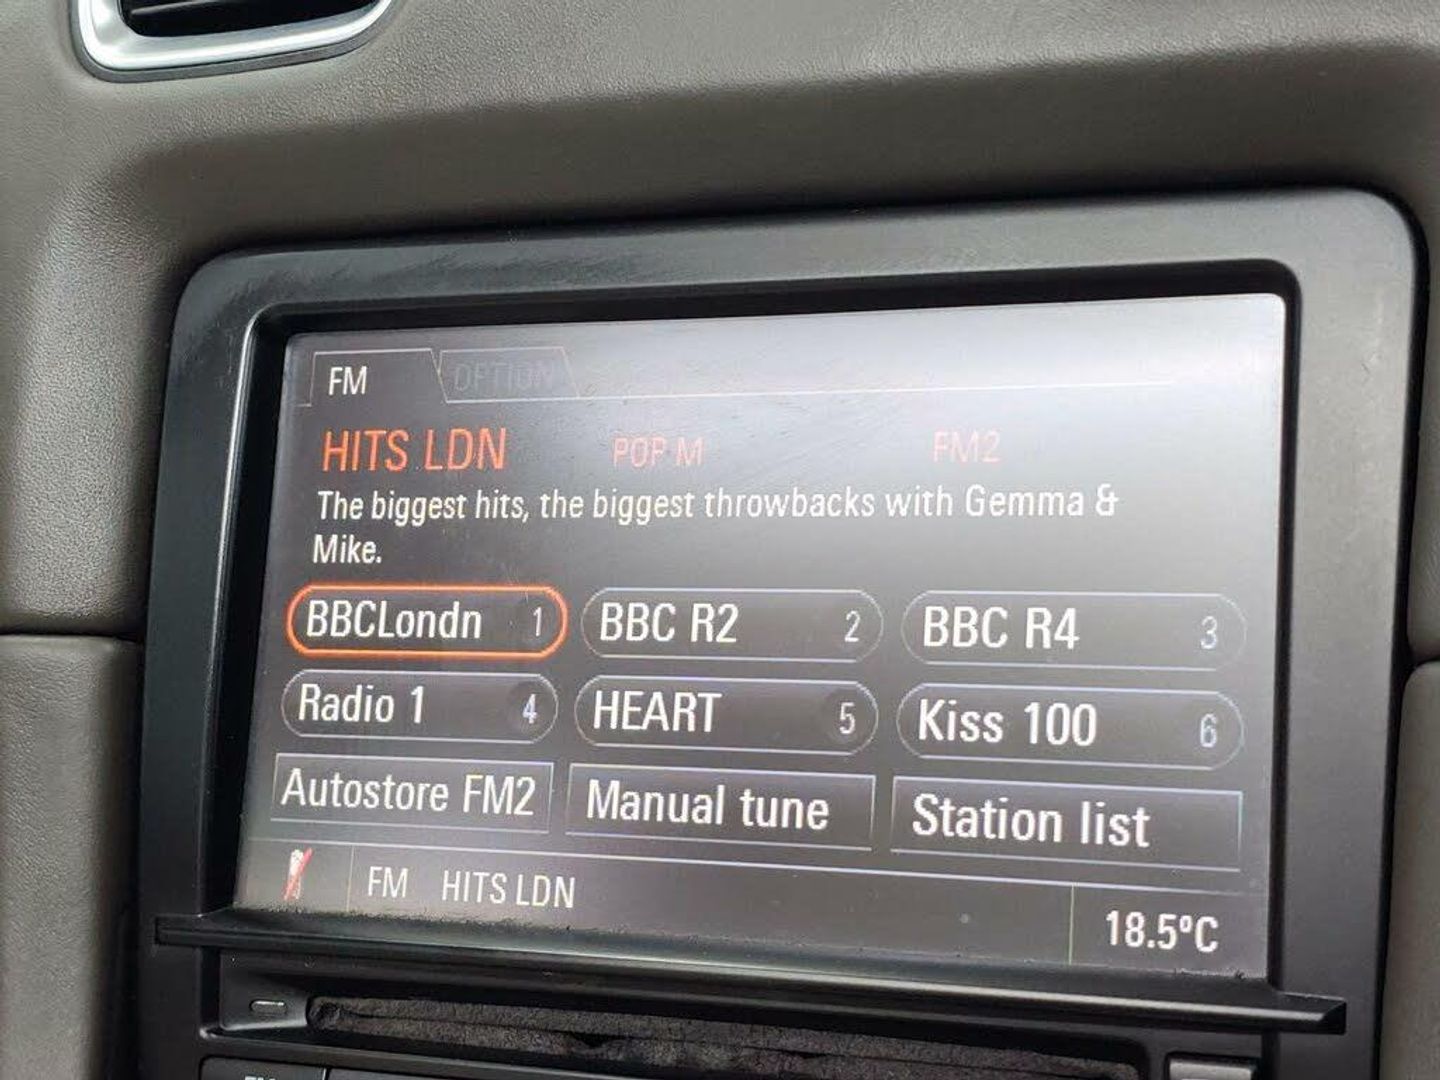 FM OPTION
HITS LDN POP M FM2
The biggest hits, the biggest throwbacks with Gemma &
Mike.
BBCLondn 1 BBC R2 2 BBC R4 3
Radio 1 4 HEART 5 Kiss 100 6
Autostore FM2 Manual tune Station list
FM HITS LDN 18.5ºC